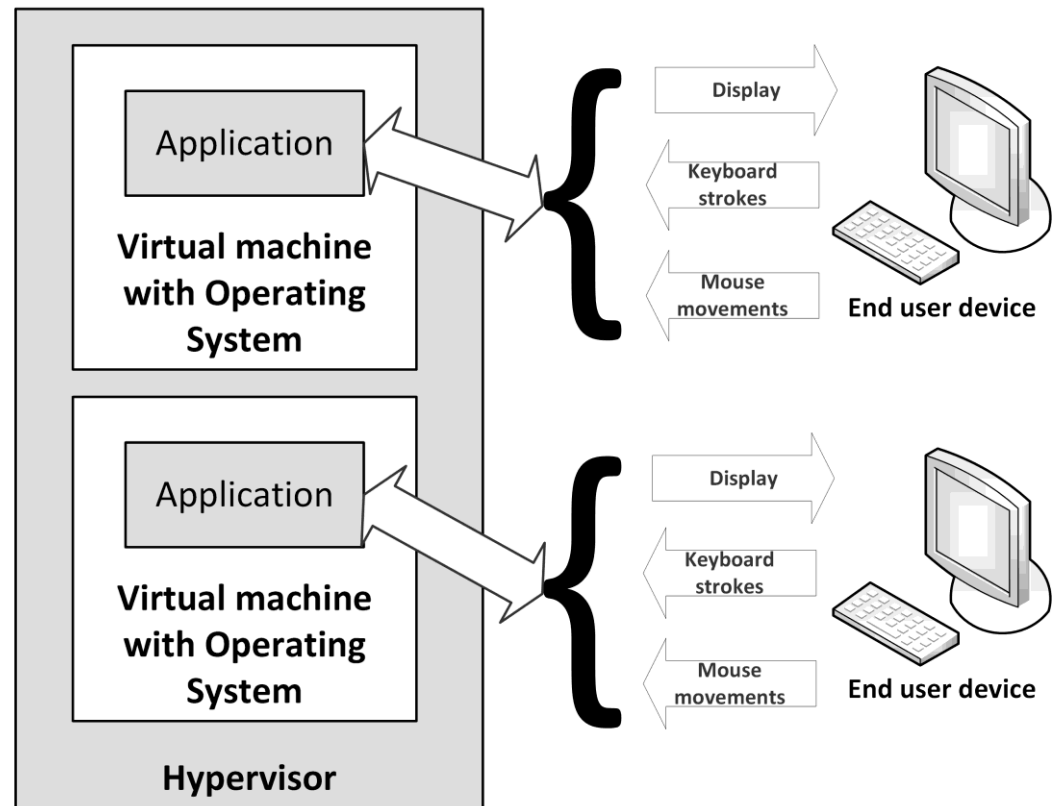 Application
Virtual machine
with Operating
System
Display
Keyboard
strokes
Mouse
movements
End user device
Application
Virtual machine
with Operating
System
Display
Keyboard
strokes
Mouse
movements
End user device
Hypervisor